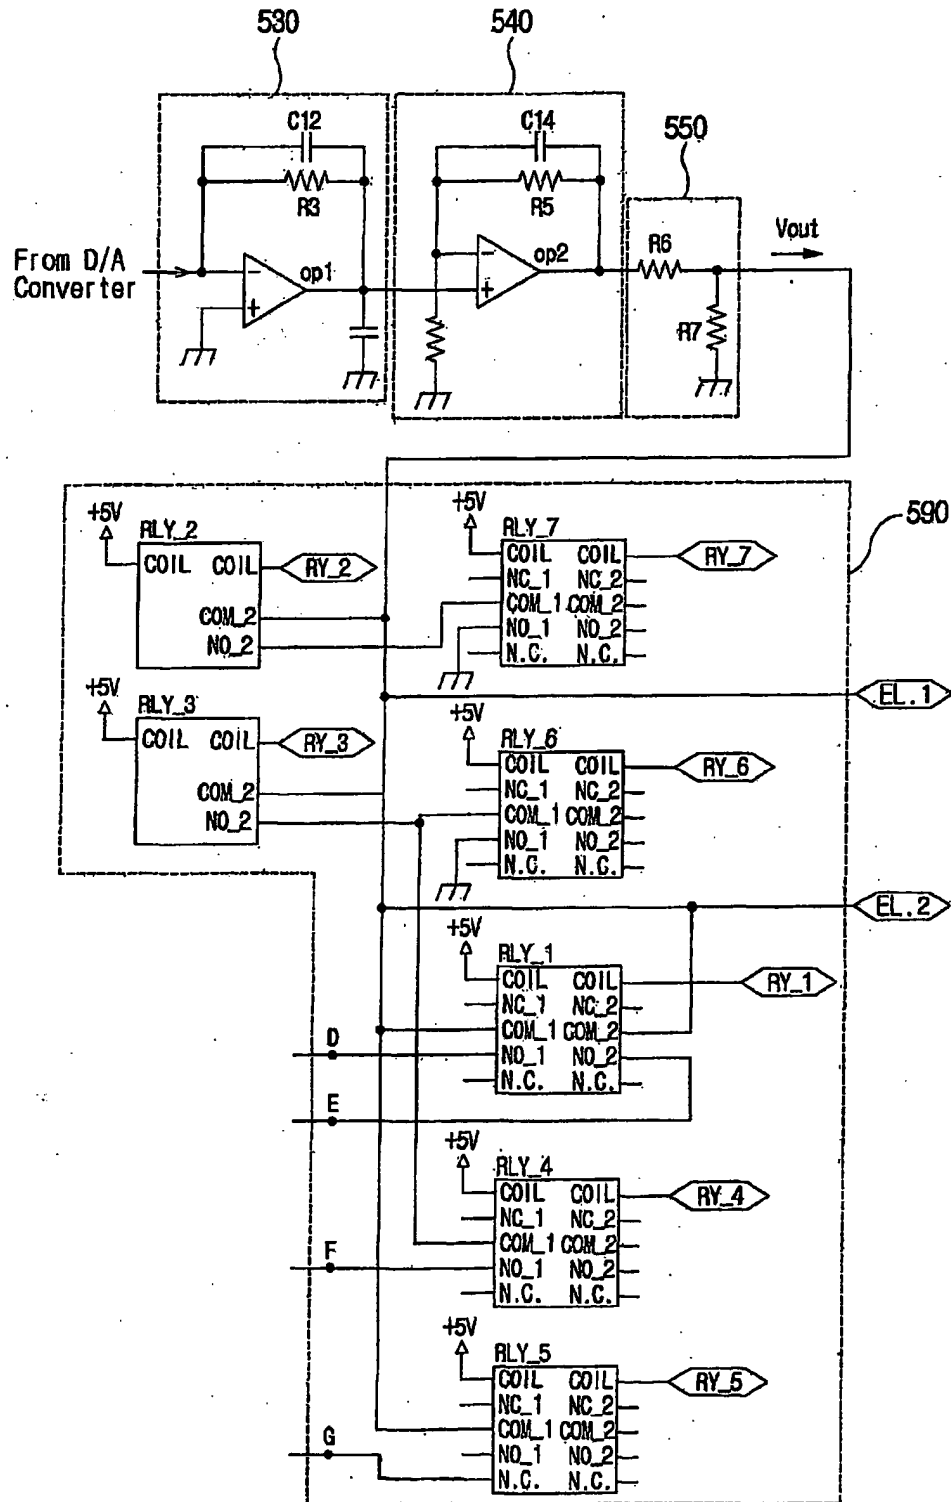 530
540
C12
C14
550
R3
R5
R6
Vout
From D/A
Converter
op1
op2
-
+
-
+
R7
590
+5V
RLY_2
COIL COIL
RY_2
COM_2
NO_2
+5V
RLY_7
COIL COIL
RY_7
NC_1 NC_2
COM_1 COM_2
NO_1 NO_2
N.C. N.C.
EL.1
+5V
RLY_3
COIL COIL
RY_3
COM_2
NO_2
+5V
RLY_6
COIL COIL
RY_6
NC_1 NC_2
COM_1 COM_2
NO_1 NO_2
N.C. N.C.
EL.2
+5V
RLY_1
COIL COIL
RY_1
NC_1 NC_2
COM_1 COM_2
D
NO_1 NO_2
N.C. N.C.
E
+5V
RLY_4
COIL COIL
RY_4
NC_1 NC_2
COM_1 COM_2
F
NO_1 NO_2
N.C. N.C.
+5V
RLY_5
COIL COIL
RY_5
NC_1 NC_2
COM_1 COM_2
G
NO_1 NO_2
N.C. N.C.